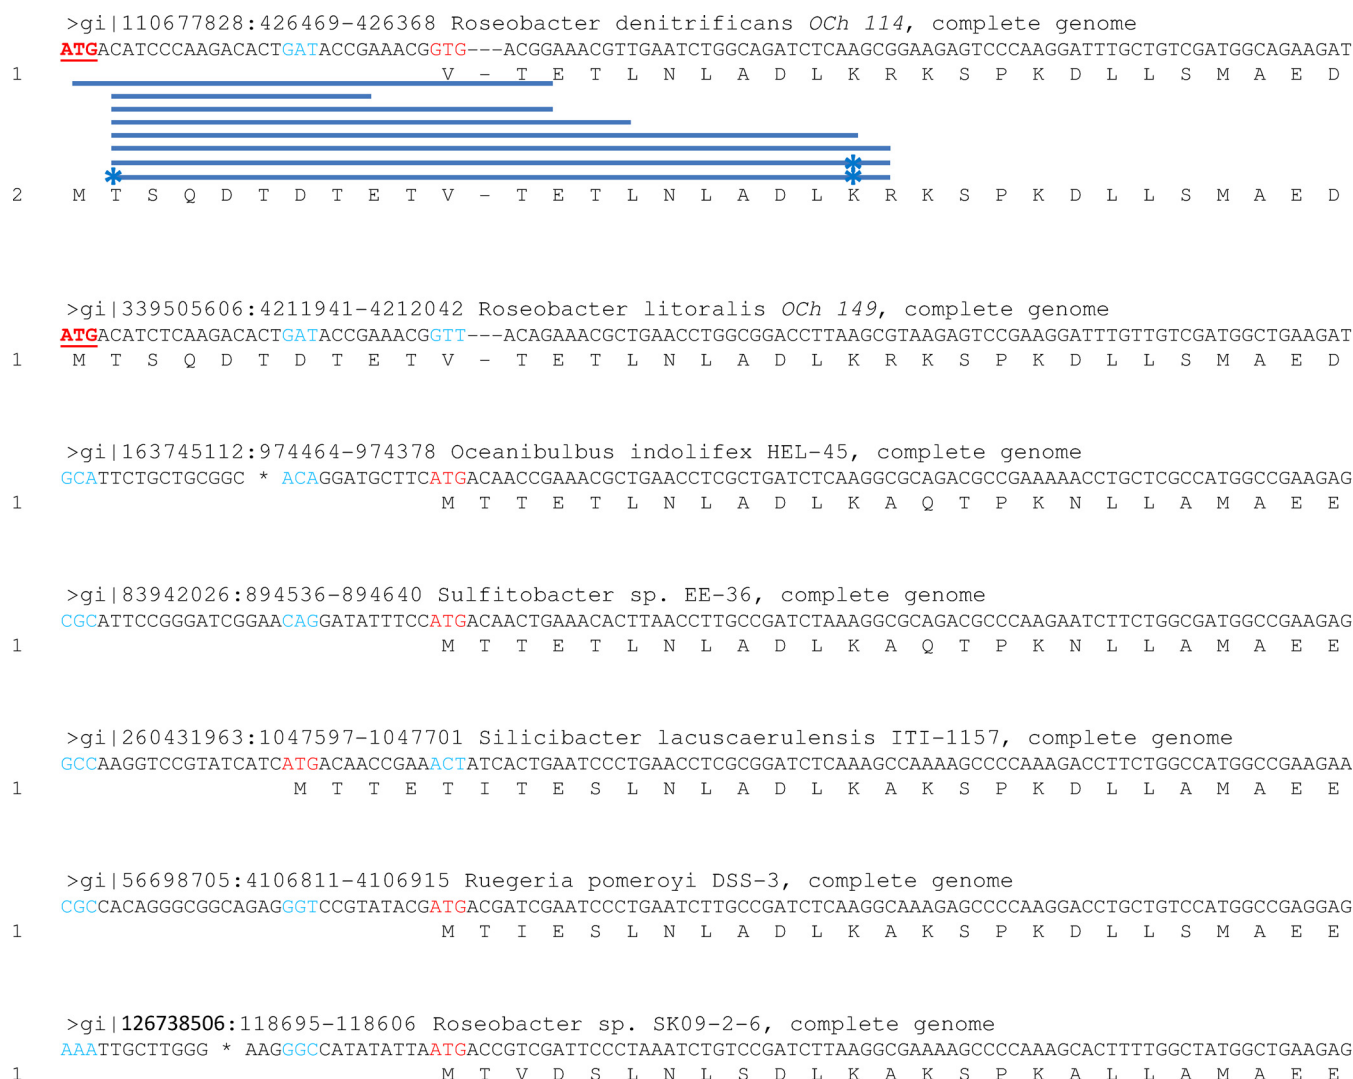 >gi|110677828:426469-426368 Roseobacter denitrificans OCh 114, complete genome
ATGACATCCCAAGACACTGATACCGAAACGGTG---ACGGAAACGTTGAATCTGGCAGATCTCAAGCGGAAGAGTCCCAAGGATTTGCTGTCGATGGCAGAAGAT
1 V - T E T L N L A D L K R K S P K D L L S M A E D
* *
*
2 M T S Q D T D T E T V - T E T L N L A D L K R K S P K D L L S M A E D
>gi|339505606:4211941-4212042 Roseobacter litoralis OCh 149, complete genome
ATGACATCTCAAGACACTGATACCGAAACGGTT---ACAGAAACGCTGAACCTGGCGGACCTTAAGCGTAAGAGTCCGAAGGATTTGTTGTCGATGGCTGAAGAT
1 M T S Q D T D T E T V - T E T L N L A D L K R K S P K D L L S M A E D
>gi|163745112:974464-974378 Oceanibulbus indolifex HEL-45, complete genome
GCATTCTGCTGCGGC * ACAGGATGCTTCATGACAACCGAAACGCTGAACCTCGCTGATCTCAAGGCGCAGACGCCGAAAAACCTGCTCGCCATGGCCGAAGAG
1 M T T E T L N L A D L K A Q T P K N L L A M A E E
>gi|83942026:894536-894640 Sulfitobacter sp. EE-36, complete genome
CGCATTCCGGGATCGGAACAGGATATTTCCATGACAACTGAAACACTTAACCTTGCCGATCTAAAGGCGCAGACGCCCAAGAATCTTCTGGCGATGGCCGAAGAG
1 M T T E T L N L A D L K A Q T P K N L L A M A E E
>gi|260431963:1047597-1047701 Silicibacter lacuscaerulensis ITI-1157, complete genome
GCCAAGGTCCGTATCATCATGACAACCGAAACTATCACTGAATCCCTGAACCTCGCGGATCTCAAAGCCAAAAGCCCCAAAGACCTTCTGGCCATGGCCGAAGAA
1 M T T E T I T E S L N L A D L K A K S P K D L L A M A E E
>gi|56698705:4106811-4106915 Ruegeria pomeroyi DSS-3, complete genome
CGCCACAGGGCGGCAGAGGGTCCGTATACGATGACGATCGAATCCCTGAATCTTGCCGATCTCAAGGCAAAGAGCCCCAAGGACCTGCTGTCCATGGCCGAGGAG
1 M T I E S L N L A D L K A K S P K D L L S M A E E
>gi|126738506:118695-118606 Roseobacter sp. SK09-2-6, complete genome
AAATTGCTTGGG * AAGGGCCATATATTAATGACCGTCGATTCCCTAAATCTGTCCGATCTTAAGGCGAAAAGCCCCAAAGCACTTTTGGCTATGGCTGAAGAG
1 M T V D S L N L S D L K A K S P K A L L A M A E E